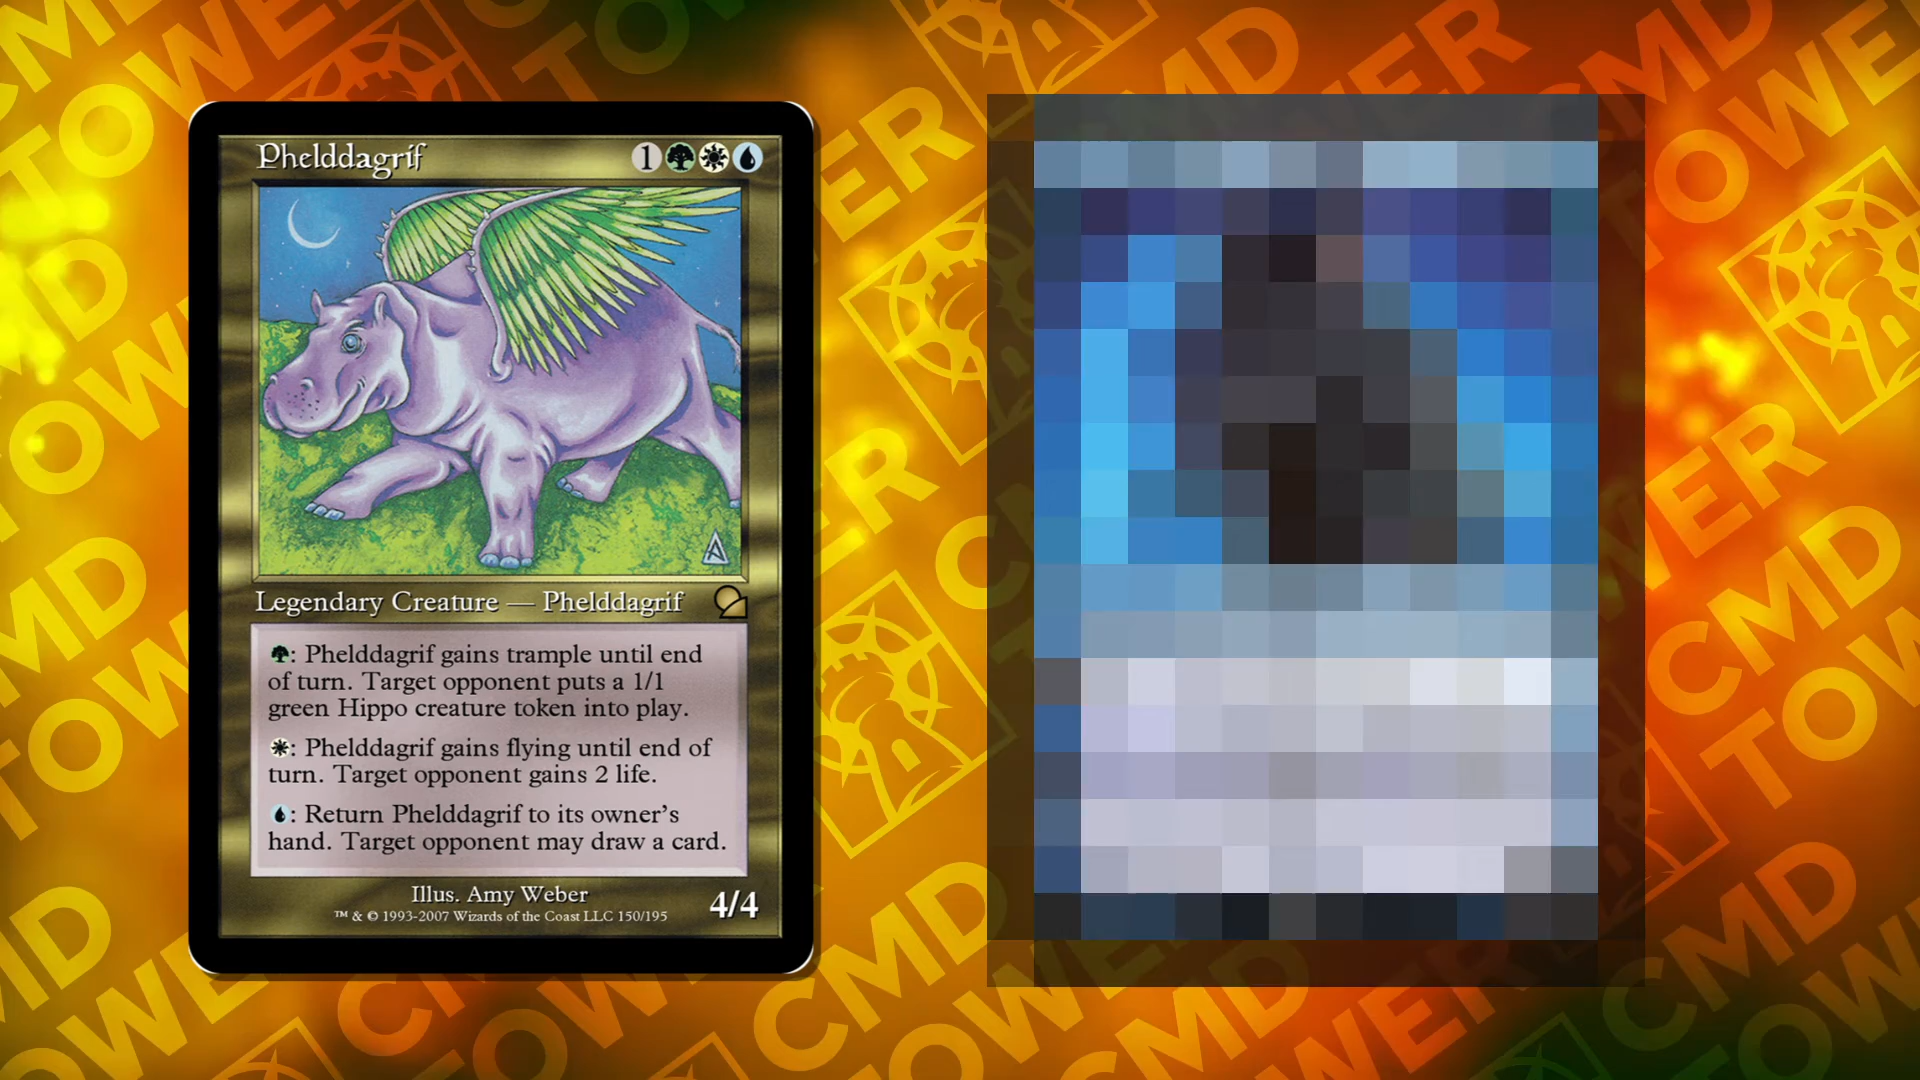 Phelddagrif
1
Legendary Creature — Phelddagrif
: Phelddagrif gains trample until end
of turn. Target opponent puts a 1/1
green Hippo creature token into play.
: Phelddagrif gains flying until end of
turn. Target opponent gains 2 life.
: Return Phelddagrif to its owner's
hand. Target opponent may draw a card.
Illus. Amy Weber
™ & © 1993-2007 Wizards of the Coast LLC 150/195
4/4
CMD
TOWER